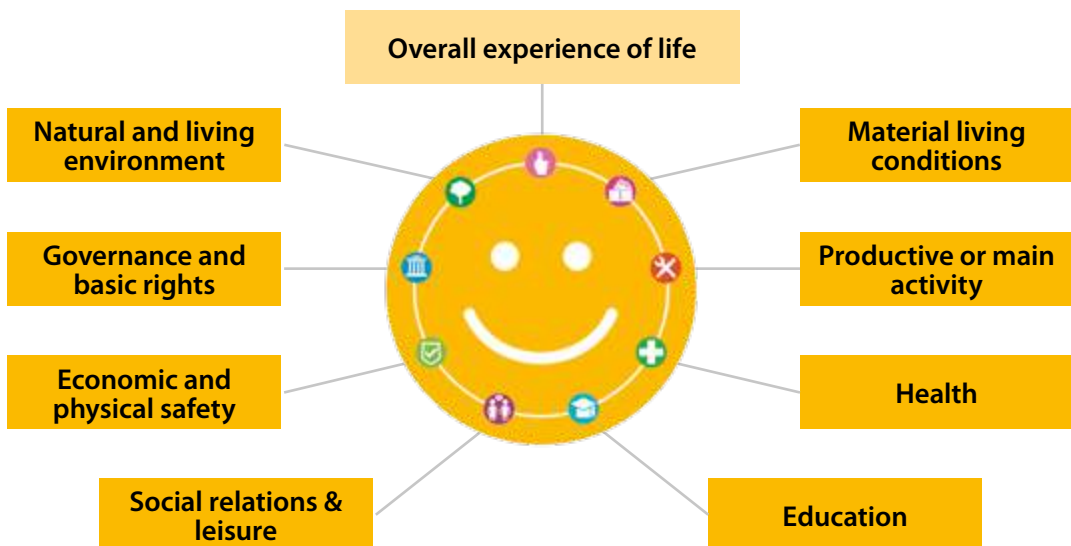 Overall experience of life
Natural and living
environment
Material living
conditions
Governance and
basic rights
Productive or main
activity
Economic and
physical safety
Health
Social relations &
leisure
Education